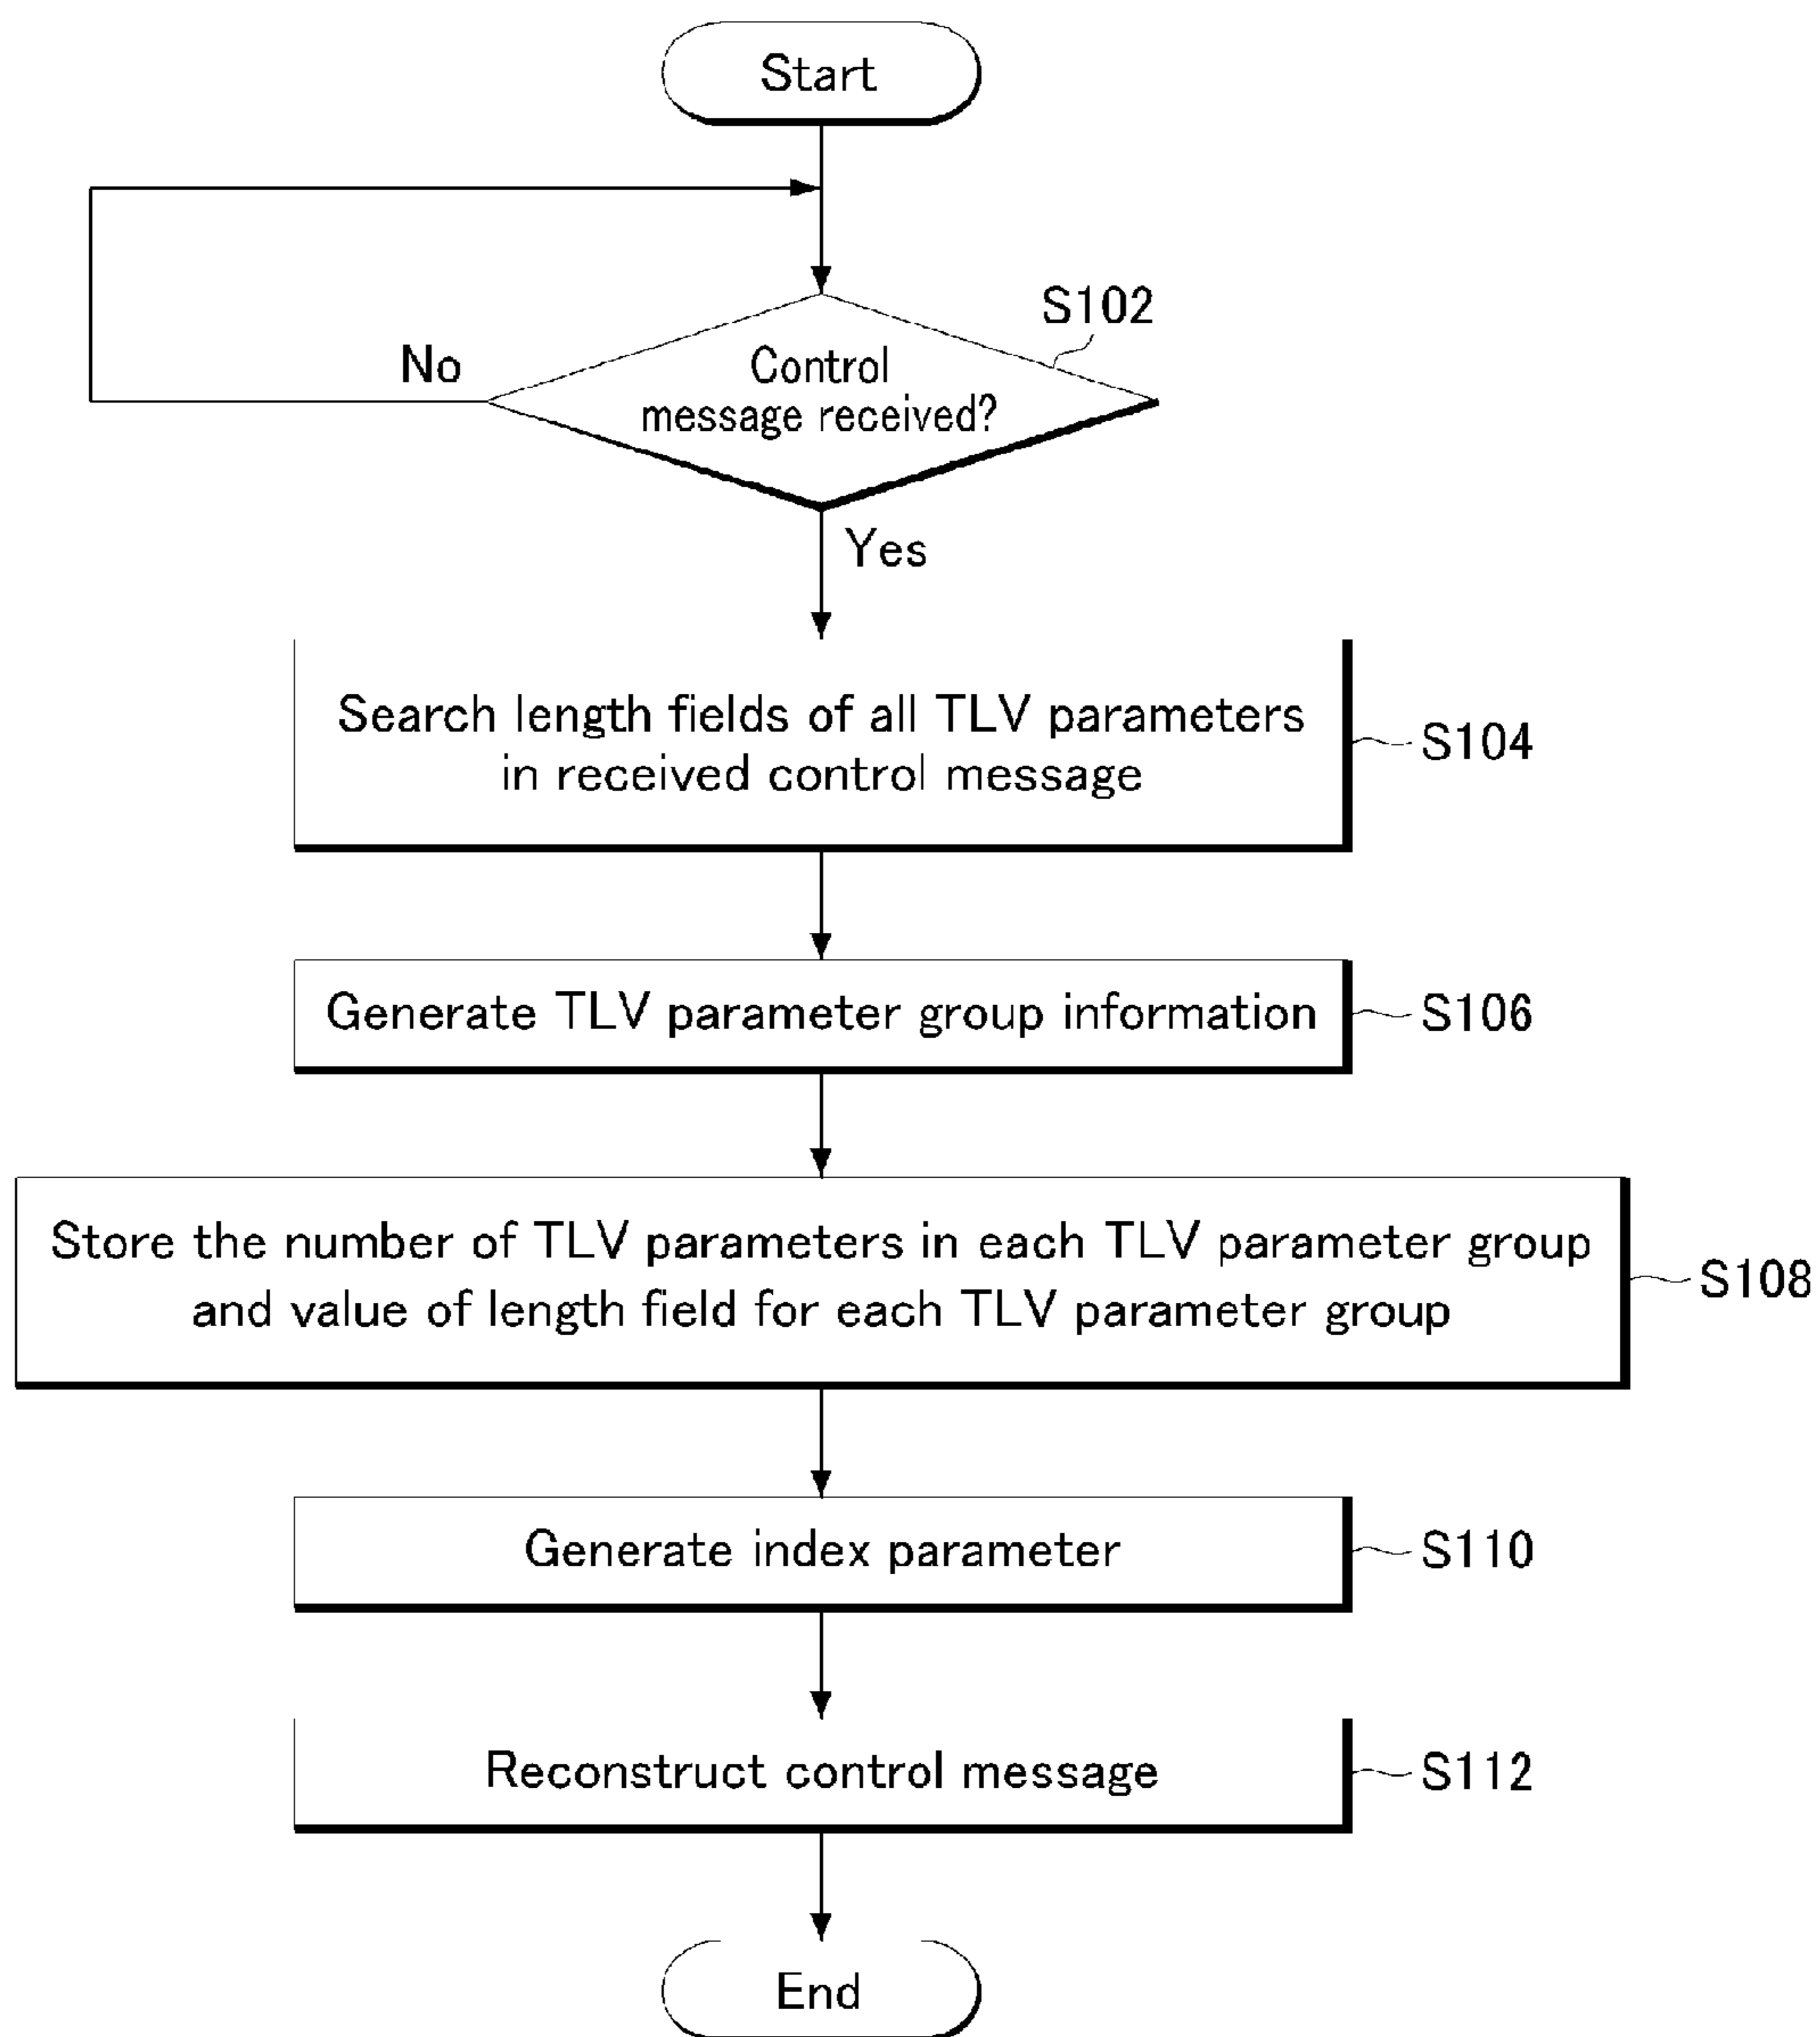 Start
S102
No
Control
message received?
Yes
Search length fields of all TLV parameters
in received control message
S104
Generate TLV parameter group information
S106
Store the number of TLV parameters in each TLV parameter group
and value of length field for each TLV parameter group
S108
Generate index parameter
S110
Reconstruct control message
S112
End